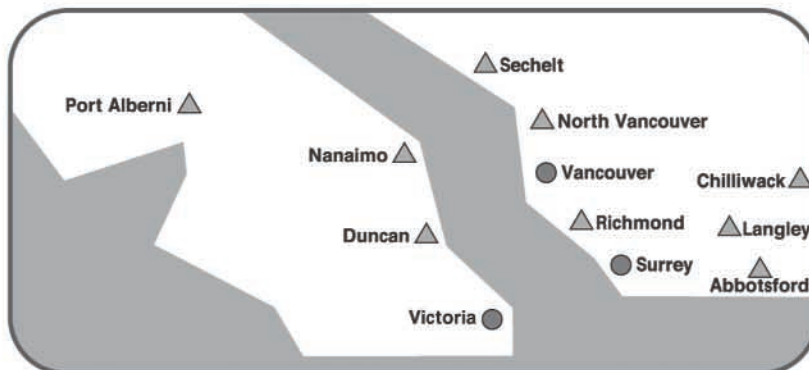 Sechelt
Port Alberni
North Vancouver
Nanaimo
Vancouver
Chilliwack
Richmond
Langley
Duncan
Surrey
Abbotsford
Victoria